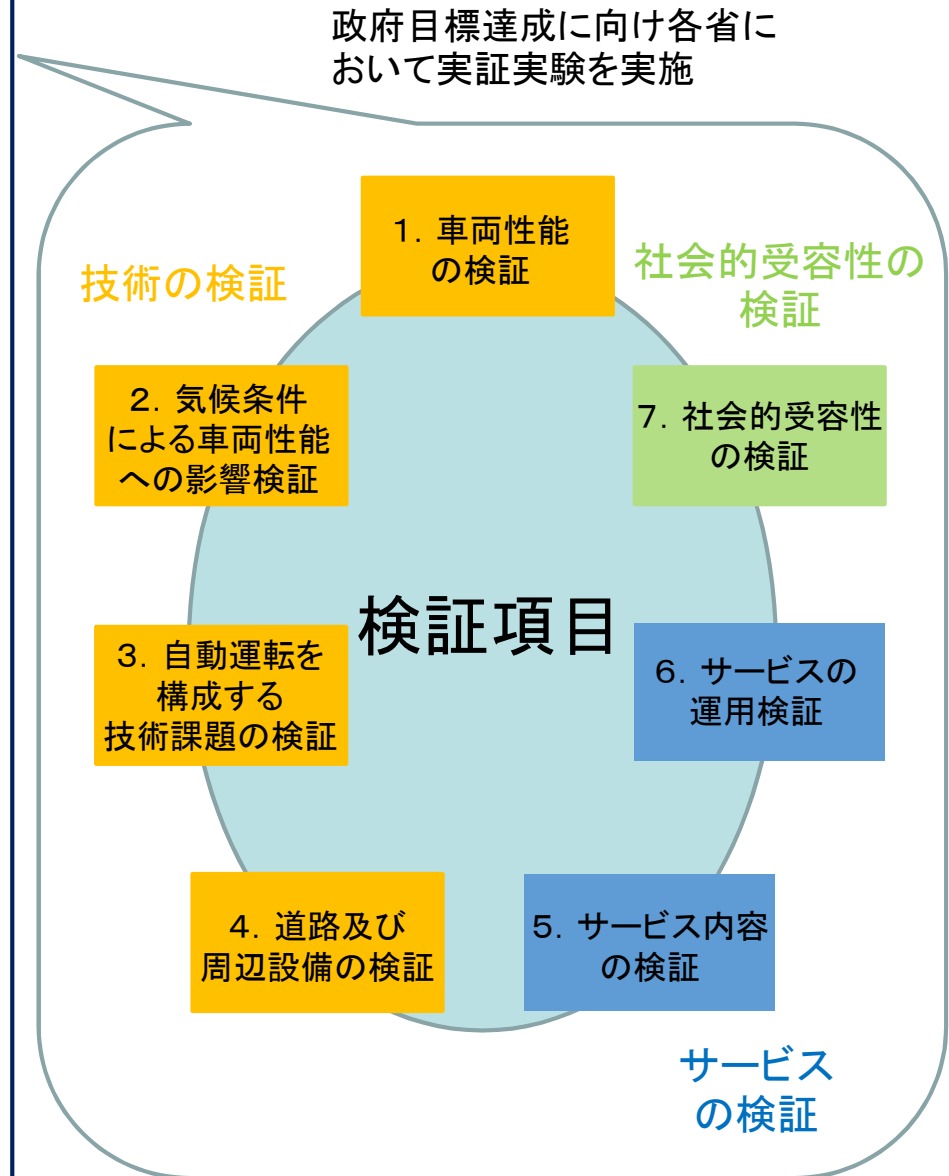 政府目標達成に向け各省に
おいて実証実験を実施
技術の検証
社会的受容性の
検証
1．車両性能
の検証
2．気候条件
による車両性能
への影響検証
3．自動運転を
構成する
技術課題の検証
4．道路及び
周辺設備の検証
5．サービス内容
の検証
6．サービスの
運用検証
7．社会的受容性
の検証
検証項目
サービス
の検証